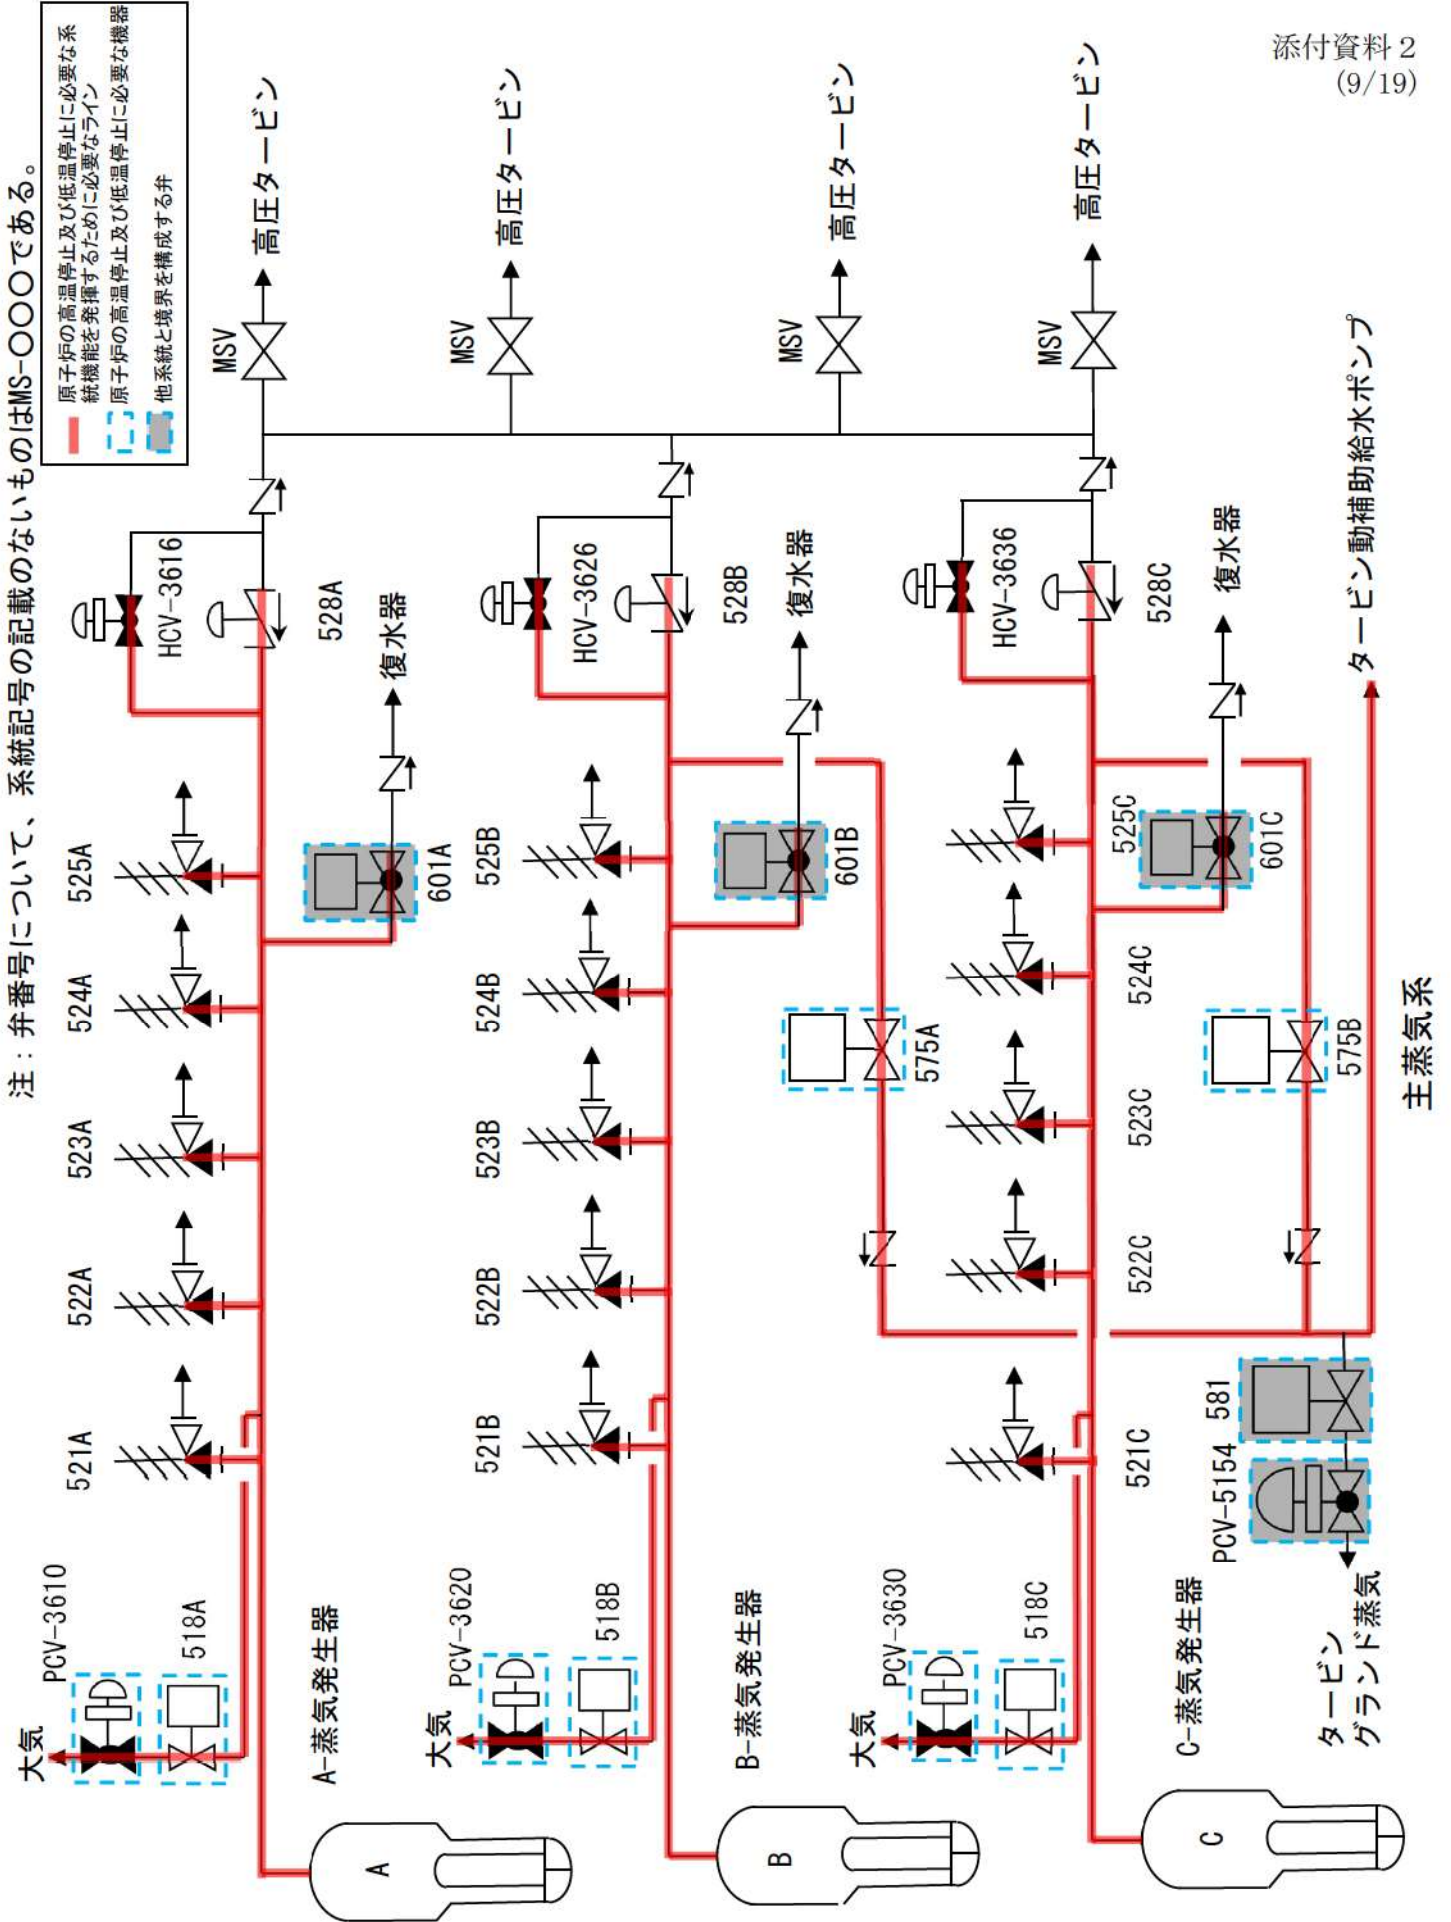 添付資料２
(9/19)
注：弁番号について、系統記号の記載のないものはMS-〇〇〇である。
原子炉の高温停止及び低温停止に必要な系
統機能を発揮するために必要なライン
原子炉の高温停止及び低温停止に必要な機器
他系統と境界を構成する弁
大気
PCV-3610
518A
521A
522A
523A
524A
525A
HCV-3616
528A
MSV
高圧タービン
A-蒸気発生器
A
601A
復水器
MSV
高圧タービン
大気
PCV-3620
518B
521B
522B
523B
524B
525B
HCV-3626
528B
B-蒸気発生器
B
601B
復水器
575A
MSV
高圧タービン
大気
PCV-3630
518C
521C
522C
523C
524C
525C
HCV-3636
528C
MSV
高圧タービン
C-蒸気発生器
C
601C
復水器
575B
PCV-5154
581
タービン
グランド蒸気
タービン動補助給水ポンプ
主蒸気系